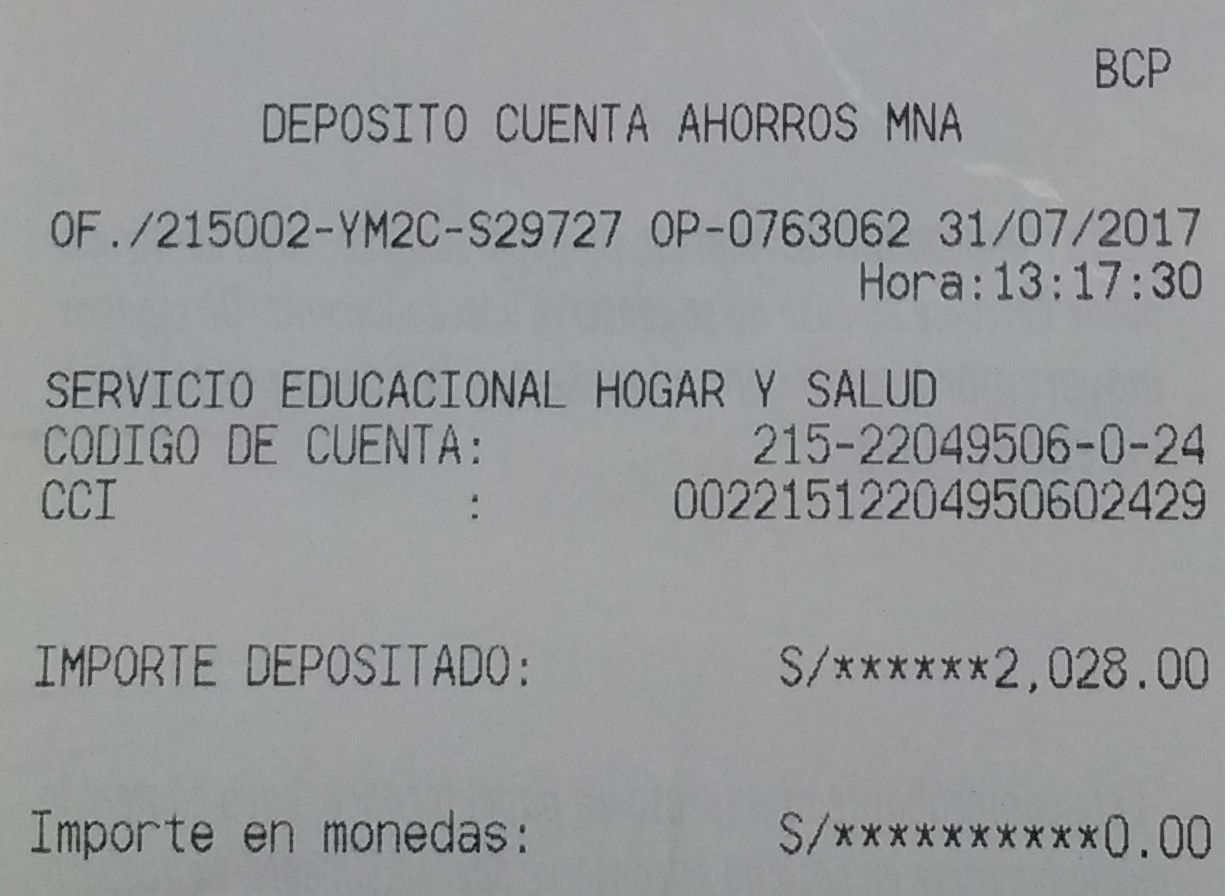 BCP
DEPOSITO CUENTA AHORROS MNA
OF./215002-YM2C-S29727 OP-0763062 31/07/2017
Hora:13:17:30
SERVICIO EDUCACIONAL HOGAR Y SALUD
CODIGO DE CUENTA: 215-22049506-0-24
CCI : 00221512204950602429
IMPORTE DEPOSITADO: S/******2,028.00
Importe en monedas: S/**********0.00